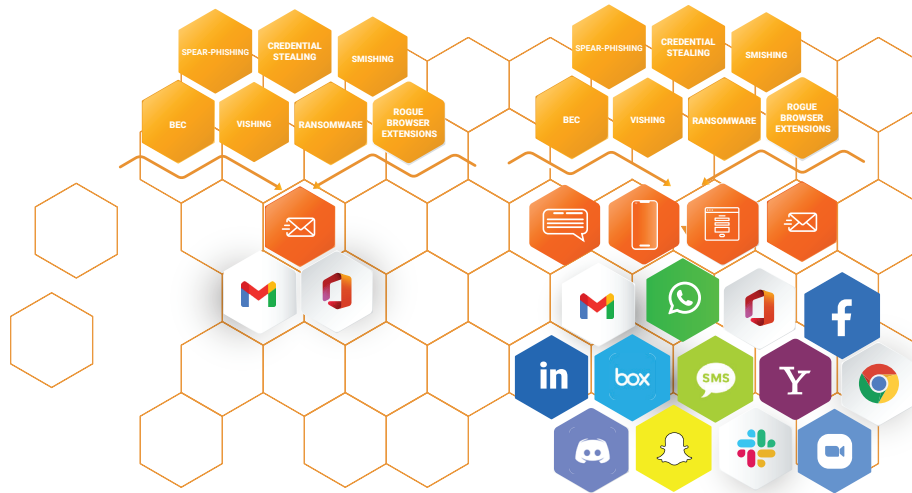 SPEAR-PHISHING
CREDENTIAL
STEALING
SMISHING
BEC
VISHING
RANSOMWARE
ROGUE
BROWSER
EXTENSIONS
SPEAR-PHISHING
CREDENTIAL
STEALING
SMISHING
BEC
VISHING
RANSOMWARE
ROGUE
BROWSER
EXTENSIONS
in
box
SMS
Y